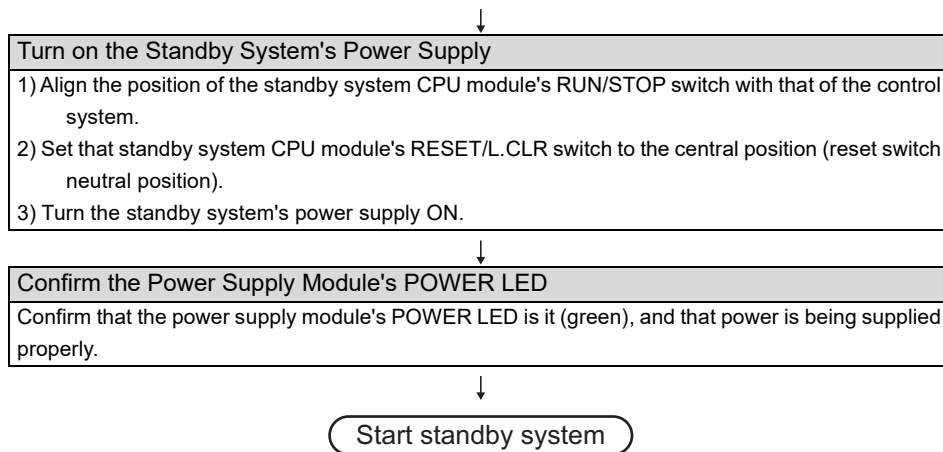 Turn on the Standby System's Power Supply
1) Align the position of the standby system CPU module's RUN/STOP switch with that of the control
system.
2) Set that standby system CPU module's RESET/L.CLR switch to the central position (reset switch
neutral position).
3) Turn the standby system's power supply ON.
Confirm the Power Supply Module's POWER LED
Confirm that the power supply module's POWER LED is it (green), and that power is being supplied
properly.
Start standby system